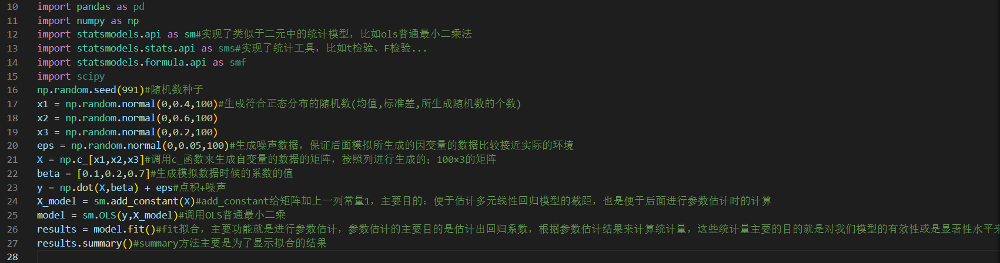 10 import pandas as pd
11 import numpy as np
12 import statsmodels.api as sm#实现了类似于二元中的统计模型，比如ols普通最小二乘法
13 import statsmodels.stats.api as sms#实现了统计工具，比如t检验、F检验...
14 import statsmodels.formula.api as smf
15 import scipy
16 np.random.seed(991)#随机数种子
17 x1 = np.random.normal(0,0.4,100)#生成符合正态分布的随机数(均值,标准差,所生成随机数的个数)
18 x2 = np.random.normal(0,0.6,100)
19 x3 = np.random.normal(0,0.2,100)
20 eps = np.random.normal(0,0.05,100)#生成噪声数据，保证后面模拟所生成的因变量的数据比较接近实际的环境
21 X = np.c_[x1,x2,x3]#调用c_函数来生成自变量的数据的矩阵，按照列进行生成的；100x3的矩阵
22 beta = [0.1,0.2,0.7]#生成模拟数据时候的系数的值
23 y = np.dot(X,beta) + eps#点积+噪声
24 X_model = sm.add_constant(X)#add_constant给矩阵加上一列常量1，主要目的：便于估计多元线性回归模型的截距，也是便于后面进行参数估计时的计算
25 model = sm.OLS(y,X_model)#调用OLS普通最小二乘
26 results = model.fit()#fit拟合，主要功能就是进行参数估计，参数估计的主要目的是估计出回归系数，根据参数估计结果来计算统计量，这些统计量主要的目的就是对我们模型的有效性或是显著性水平来
27 results.summary()#summary方法主要是为了显示拟合的结果
28